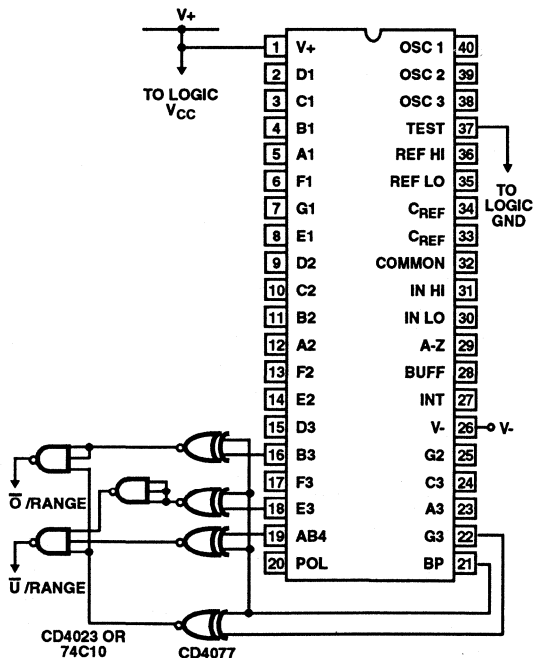 V+
TO LOGIC
VCC
1 V+
2 D1
3 C1
4 B1
5 A1
6 F1
7 G1
8 E1
9 D2
10 C2
11 B2
12 A2
13 F2
14 E2
15 D3
16 B3
17 F3
18 E3
19 AB4
20 POL
OSC 1 40
OSC 2 39
OSC 3 38
TEST 37
REF HI 36
REF LO 35
CREF 34
CREF 33
COMMON 32
IN HI 31
IN LO 30
A-Z 29
BUFF 28
INT 27
V- 26 V-
G2 25
C3 24
A3 23
G3 22
BP 21
TO
LOGIC
GND
O̅ /RANGE
U̅ /RANGE
CD4023 OR
74C10
CD4077